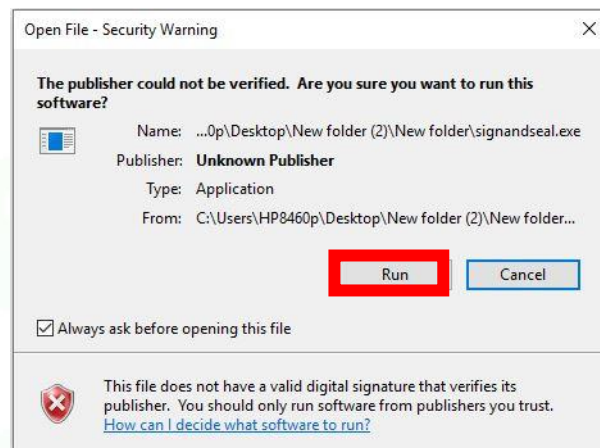 Open File - Security Warning
The publisher could not be verified. Are you sure you want to run this
software?
Name: ...0p\Desktop\New folder (2)\New folder\signandseal.exe
Publisher: Unknown Publisher
Type: Application
From: C:\Users\HP8460p\Desktop\New folder (2)\New folder...
Run Cancel
Always ask before opening this file
This file does not have a valid digital signature that verifies its
publisher. You should only run software from publishers you trust.
How can I decide what software to run?